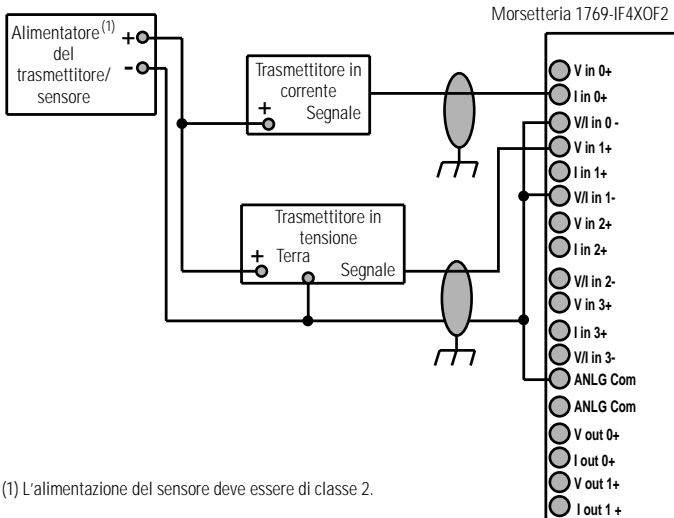 Morsetteria 1769-IF4XOF2
Alimentatore(1)
del
trasmettitore/
sensore
+
-
Trasmettitore in
corrente
+
Segnale
Trasmettitore in
tensione
+
Terra
Segnale
V in 0+
I in 0+
V/I in 0 -
V in 1+
I in 1+
V/I in 1-
V in 2+
I in 2+
V/I in 2-
V in 3+
I in 3+
V/I in 3-
ANLG Com
ANLG Com
V out 0+
I out 0+
V out 1+
I out 1 +
(1) L'alimentazione del sensore deve essere di classe 2.